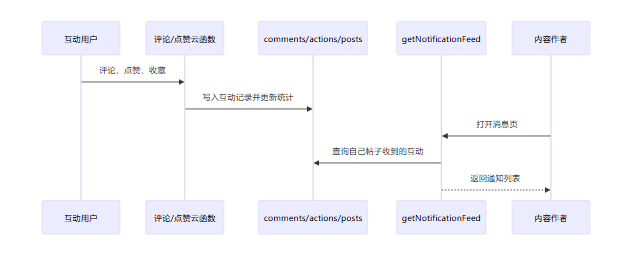 互动用户
评论/点赞云函数
comments/actions/posts
getNotificationFeed
内容作者
评论、点赞、收藏
写入互动记录并更新统计
打开消息页
查询自己帖子收到的互动
返回通知列表
互动用户
评论/点赞云函数
comments/actions/posts
getNotificationFeed
内容作者